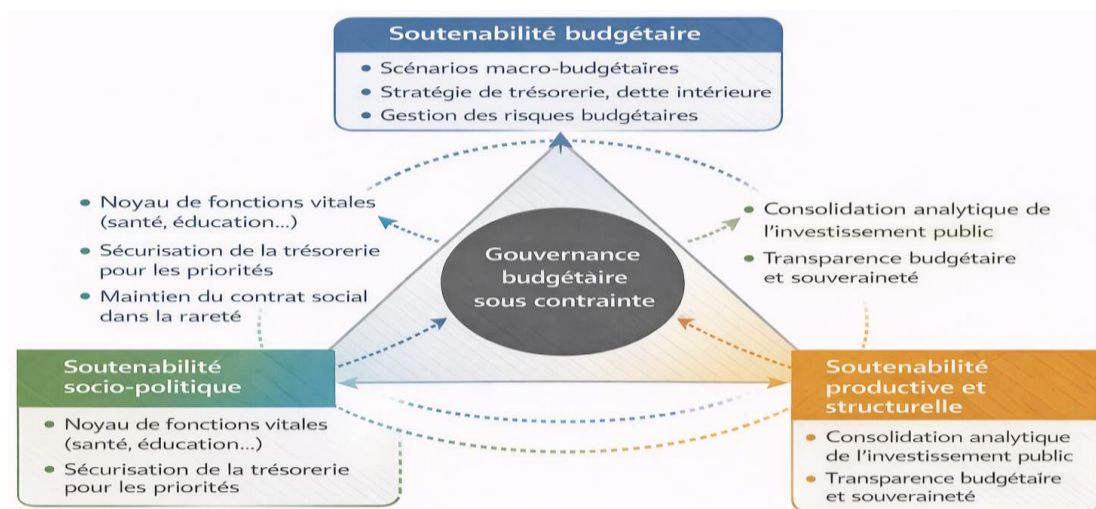 Soutenabilité budgétaire
• Scénarios macro-budgétaires
• Stratégie de trésorerie, dette intérieure
• Gestion des risques budgétaires
• Noyau de fonctions vitales
(santé, éducation...)
• Sécurisation de la trésorerie
pour les priorités
• Maintien du contrat social
dans la rareté
Gouvernance
budgétaire
sous contrainte
• Consolidation analytique de
l'investissement public
• Transparence budgétaire
et souveraineté
Soutenabilité
socio-politique
• Noyau de fonctions vitales
(santé, éducation...)
• Sécurisation de la trésorerie
pour les priorités
Soutenabilité
productive et
structurelle
• Consolidation analytique
de l'investissement public
• Transparence budgétaire
et souveraineté